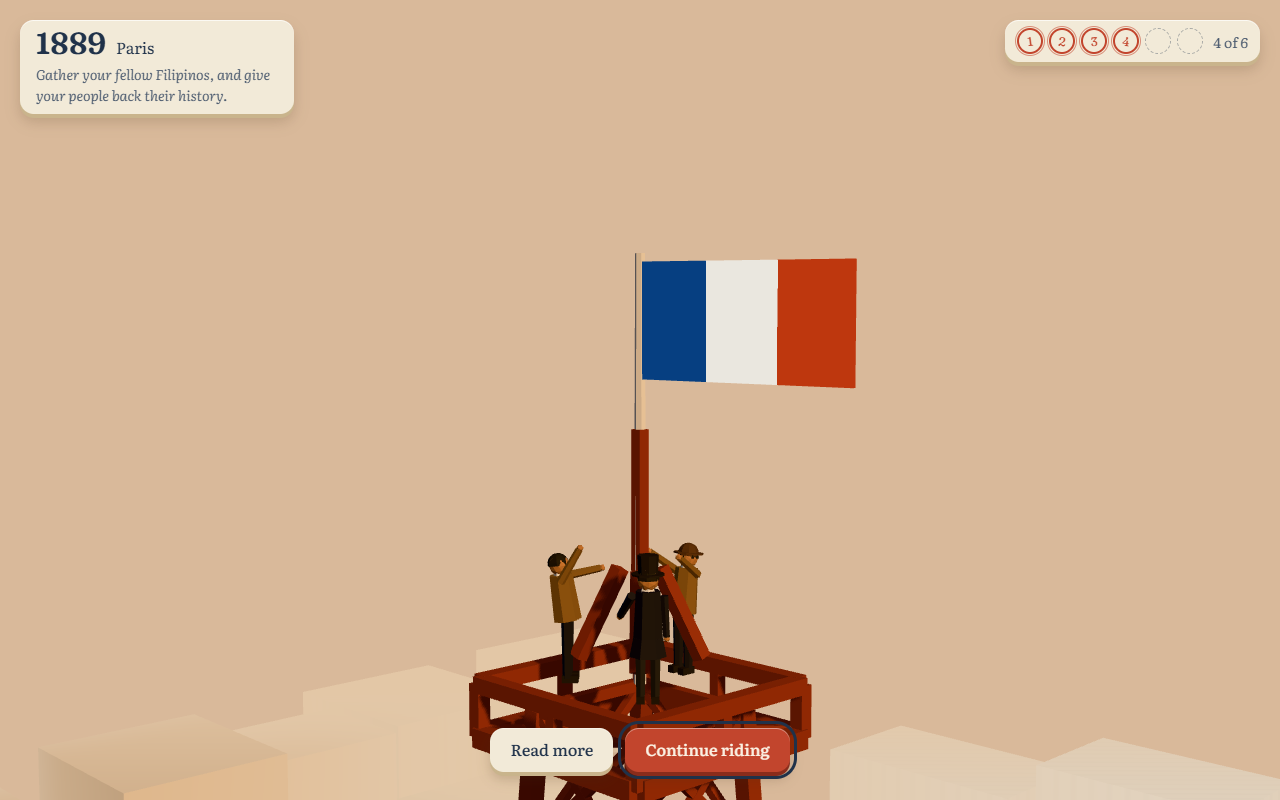 1889 Paris
Gather your fellow Filipinos, and give
your people back their history.
1 2 3 4 4 of 6
Read more
Continue riding